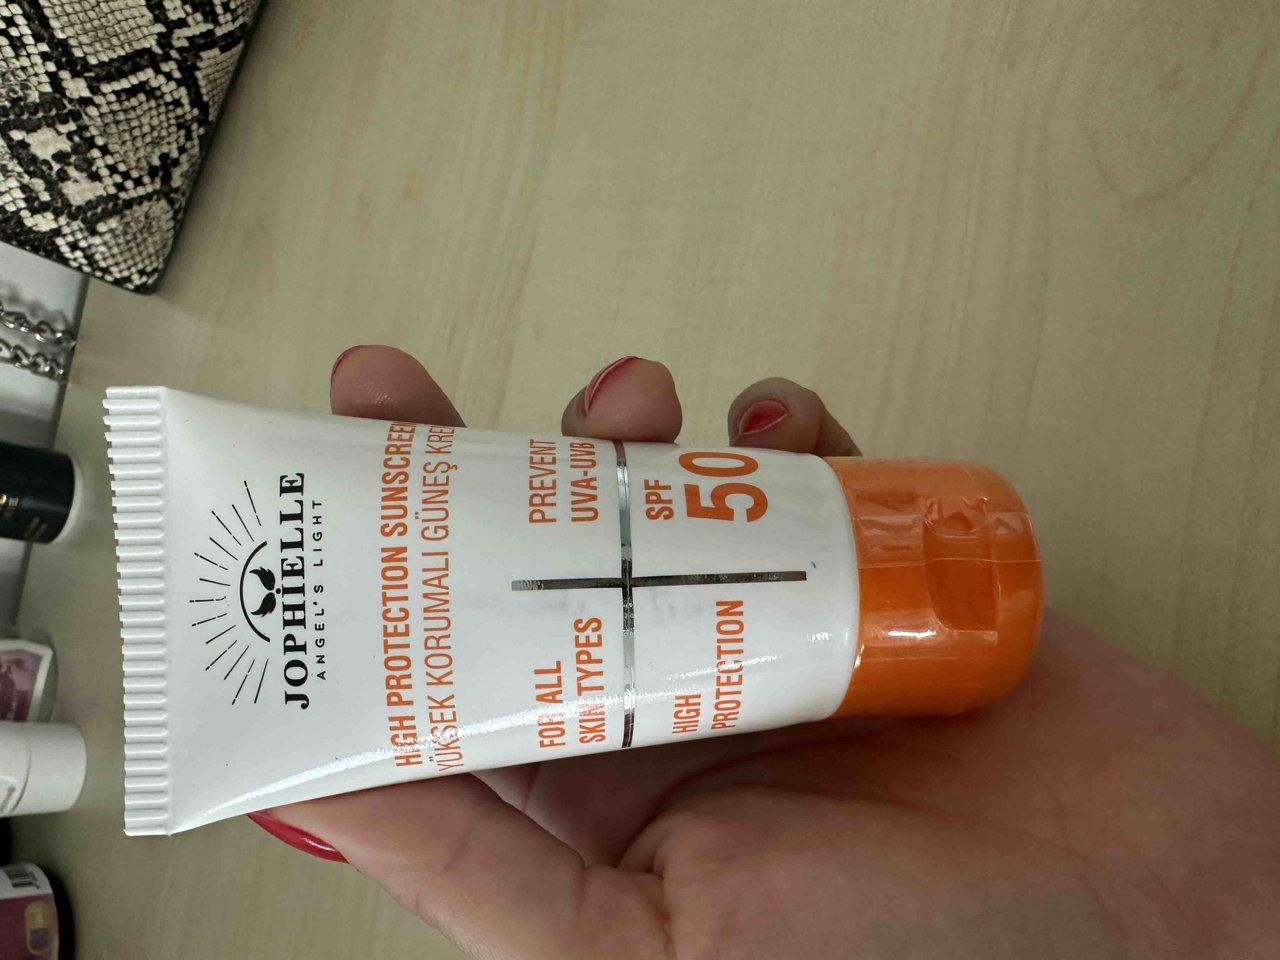 JOPHİELLE
ANGEL'S LIGHT
HIGH PROTECTION SUNSCREEN
YÜKSEK KORUMALI GÜNEŞ
FOR ALL
SKIN TYPES
PREVENT
UVA-UVB
HIGH
PROTECTION
SPF
50